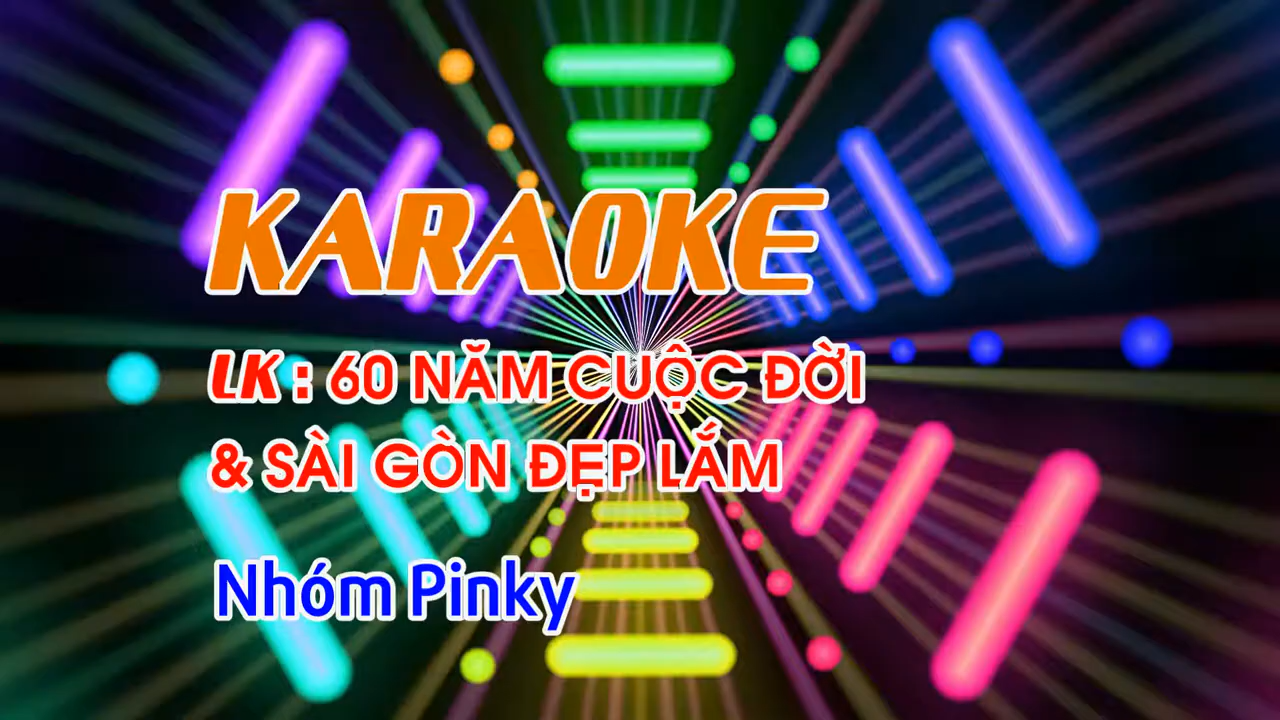 KARAOKE
LK : 60 NĂM CUỘC ĐỜI
& SÀI GÒN ĐẸP LẮM
Nhóm Pinky